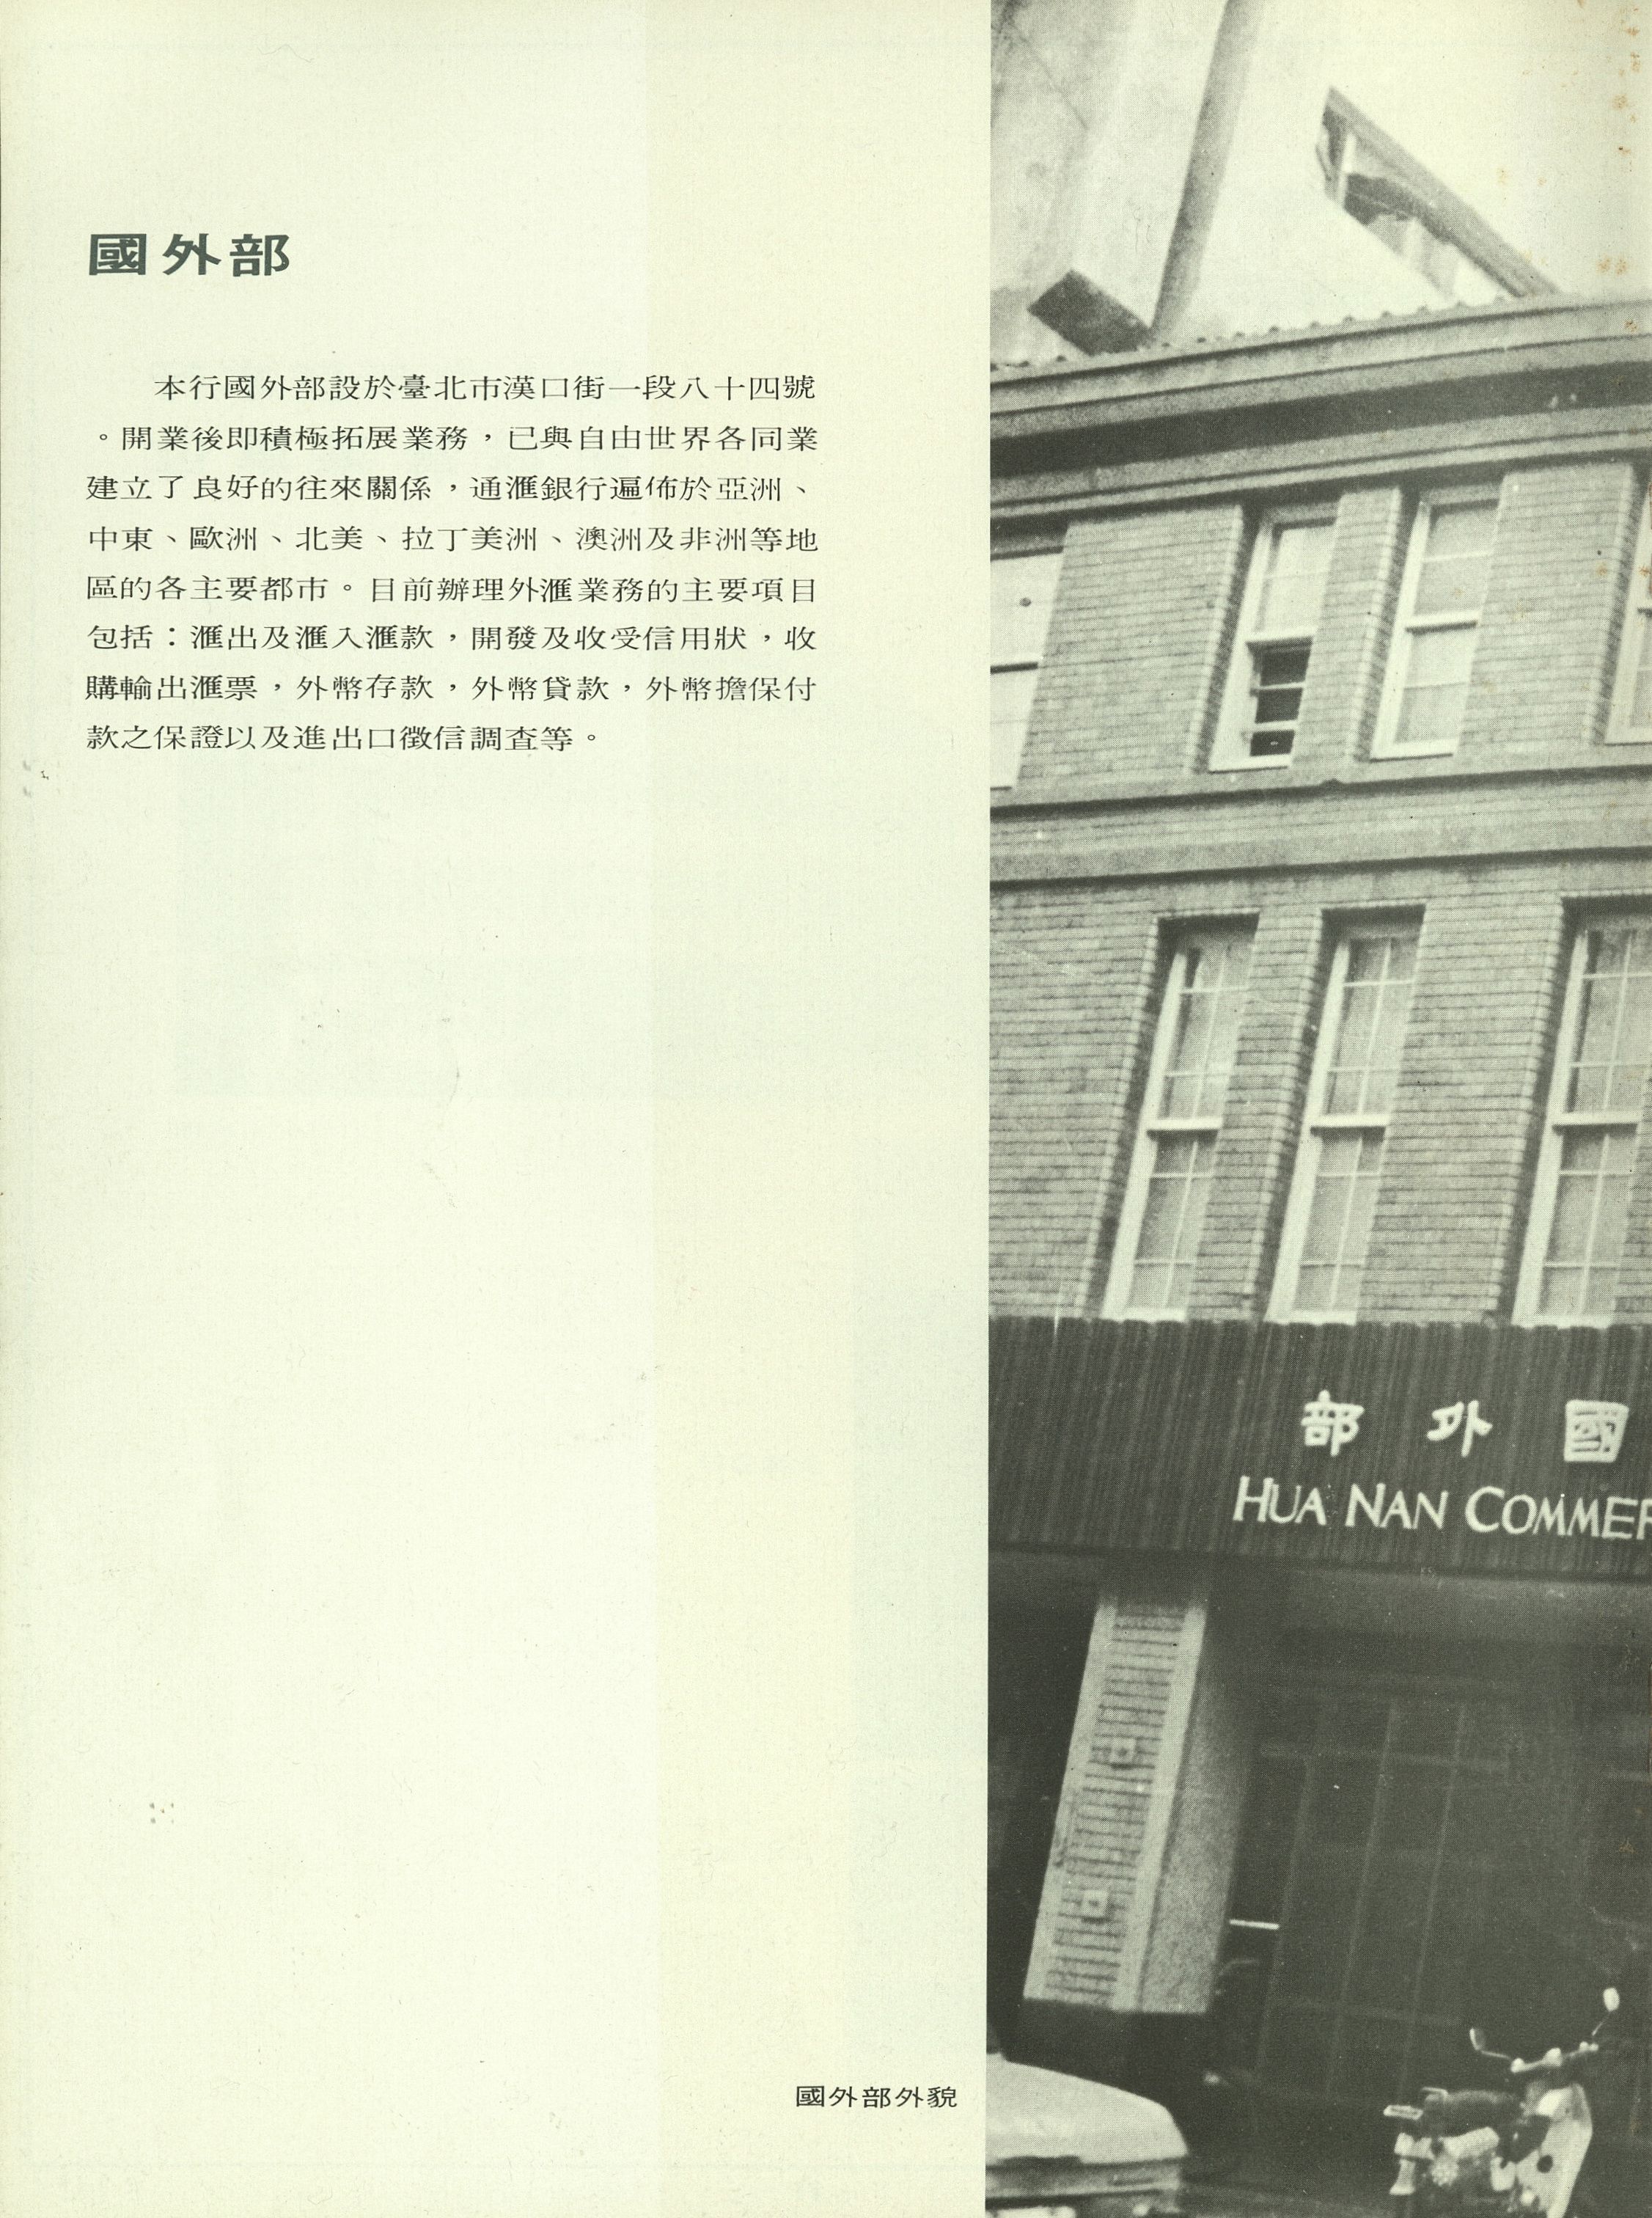 國外部
本行國外部設於臺北市漢口街一段八十四號
。開業後即積極拓展業務，已與自由世界各同業
建立了良好的往來關係，通滙銀行遍佈於亞洲、
中東、歐洲、北美、拉丁美洲、澳洲及非洲等地
區的各主要都市。目前辦理外滙業務的主要項目
包括：滙出及滙入滙款，開發及收受信用狀，收
購輸出滙票，外幣存款，外幣貸款，外幣擔保付
款之保證以及進出口徵信調查等。
部外國
HUA NAN COMMER
國外部外貌